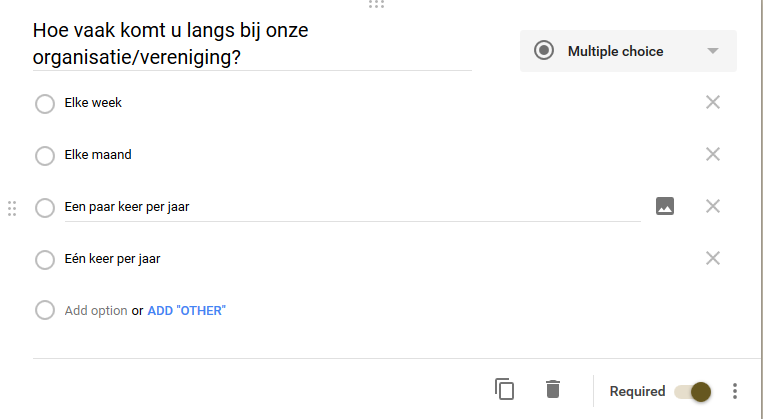 Hoe vaak komt u langs bij onze
organisatie/vereniging?
Multiple choice
Elke week
Elke maand
Een paar keer per jaar
Eén keer per jaar
Add option or ADD "OTHER"
Required